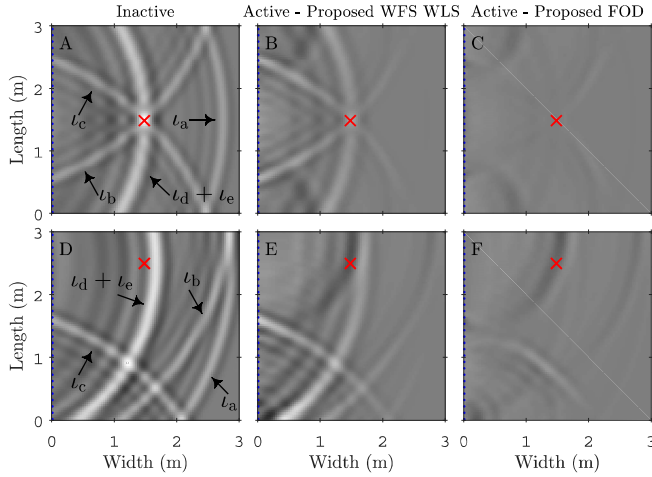 Inactive
Active - Proposed WFS WLS
Active - Proposed FOD
Length (m)
3
2
1
0
A
ιc
ιa
ιb
ιd + ιe
B
C
Length (m)
3
2
1
0
D
ιd + ιe
ιb
ιc
ιa
E
F
0 1 2 3
0 1 2 3
0 1 2 3
Width (m)
Width (m)
Width (m)